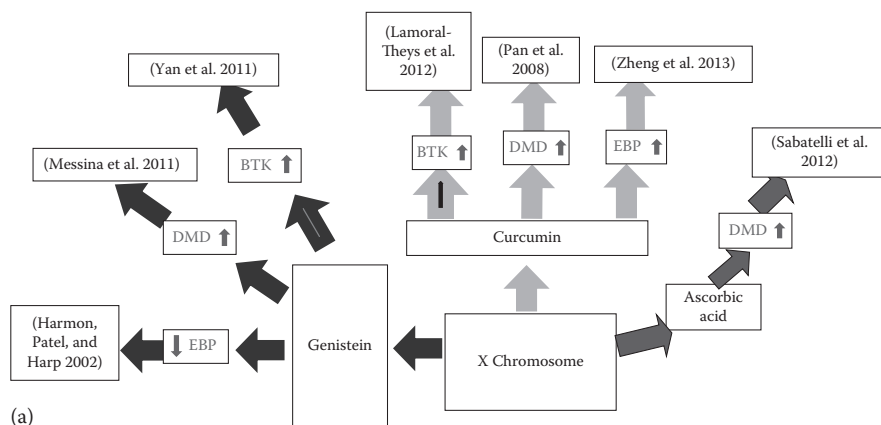 (Lamoral-
Theys et al.
2012)
(Pan et al.
2008)
(Zheng et al. 2013)
(Yan et al. 2011)
(Messina et al. 2011)
BTK
BTK
DMD
EBP
(Sabatelli et al.
2012)
DMD
DMD
Curcumin
(Harmon,
Patel, and
Harp 2002)
EBP
Genistein
X Chromosome
Ascorbic
acid
(a)